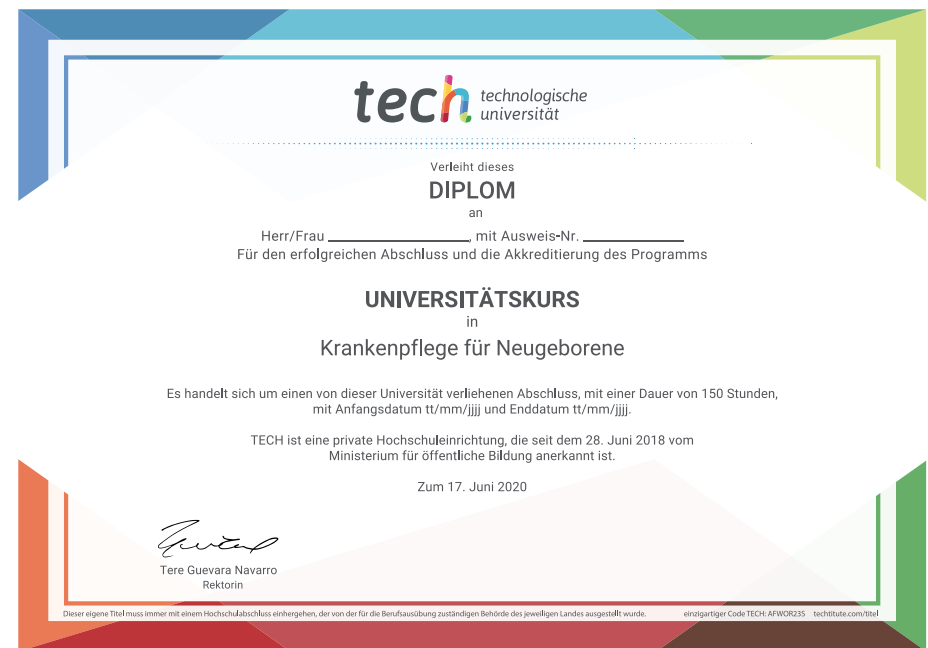 tech technologische
universität
Verleiht dieses
DIPLOM
an
Herr/Frau ____________________, mit Ausweis-Nr. ______________
Für den erfolgreichen Abschluss und die Akkreditierung des Programms
UNIVERSITÄTSKURS
in
Krankenpflege für Neugeborene
Es handelt sich um einen von dieser Universität verliehenen Abschluss, mit einer Dauer von 150 Stunden,
mit Anfangsdatum tt/mm/jjjj und Enddatum tt/mm/jjjj.
TECH ist eine private Hochschuleinrichtung, die seit dem 28. Juni 2018 vom
Ministerium für öffentliche Bildung anerkannt ist.
Zum 17. Juni 2020
Tere Guevara Navarro
Rektorin
Dieser eigene Titel muss immer mit einem Hochschulabschluss einhergehen, der von der für die Berufsausübung zuständigen Behörde des jeweiligen Landes ausgestellt wurde. einzigartiger Code TECH: AFWOR23S techtitute.com/titel